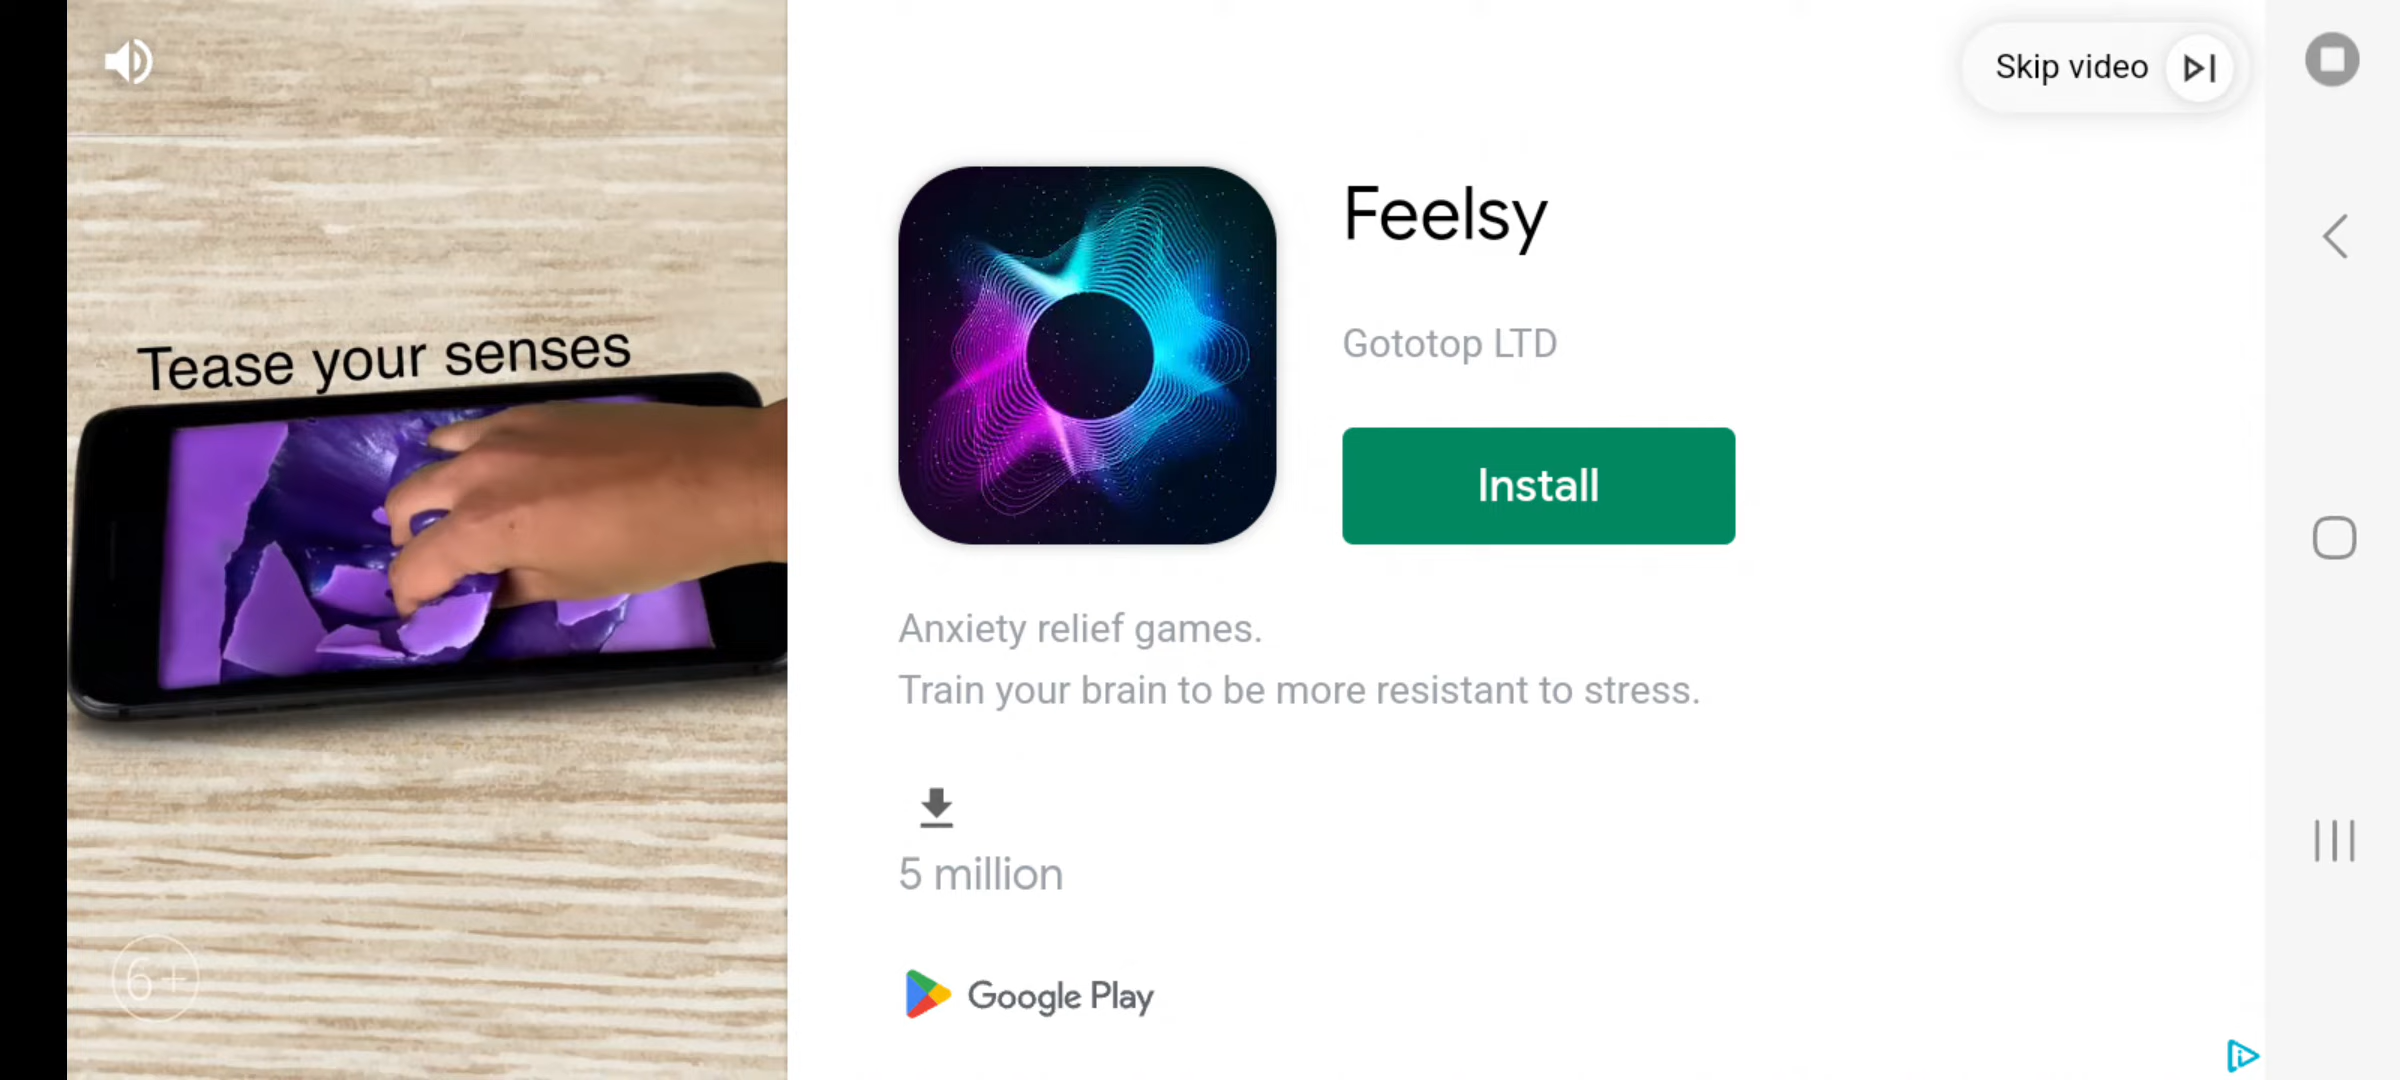 Skip video
Tease your senses
Feelsy
Gototop LTD
Install
Anxiety relief games.
Train your brain to be more resistant to stress.
5 million
6+
Google Play